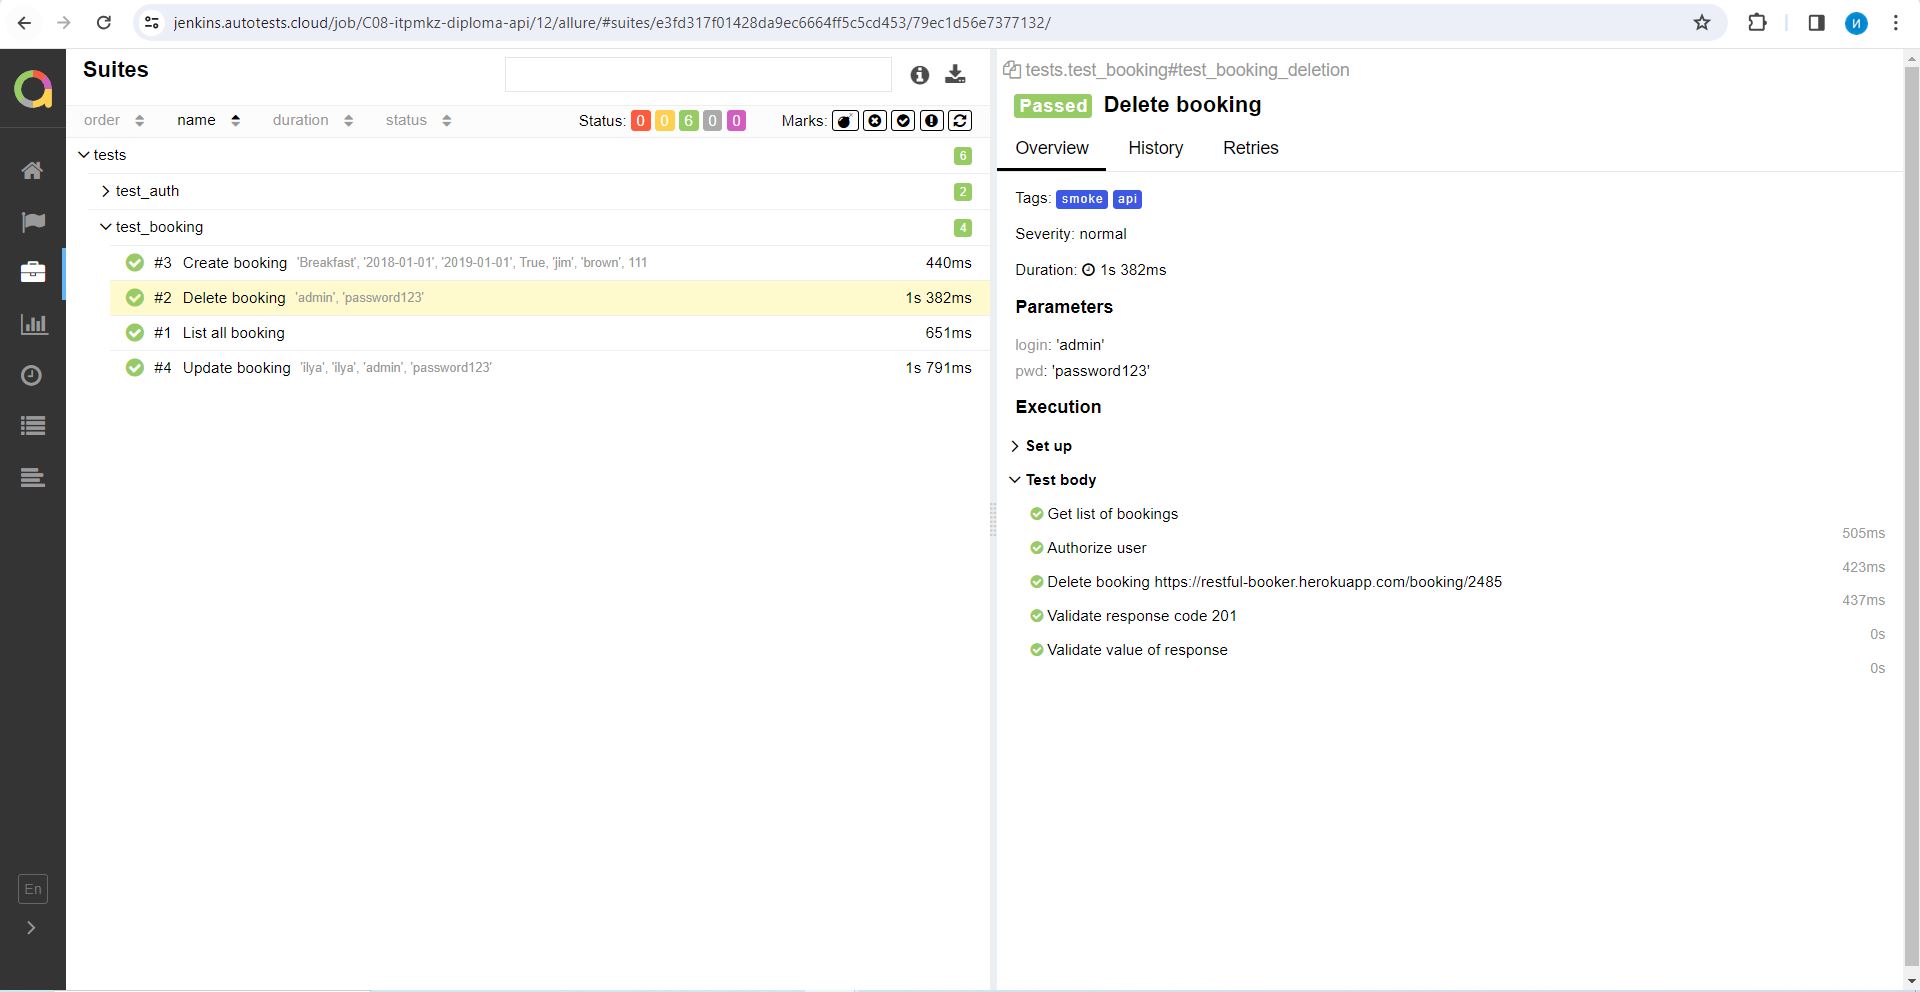 jenkins.autotests.cloud/job/C08-itpmkz-diploma-api/12/allure/#suites/e3fd317f01428da9ec6664ff5c5cd453/79ec1d56e7377132/
И
Suites
order name duration status Status: 0 0 6 0 0 Marks:
tests 6
test_auth 2
test_booking 4
#3 Create booking 'Breakfast', '2018-01-01', '2019-01-01', True, 'jim', 'brown', 111 440ms
#2 Delete booking 'admin', 'password123' 1s 382ms
#1 List all booking 651ms
#4 Update booking 'ilya', 'ilya', 'admin', 'password123' 1s 791ms
En
tests.test_booking#test_booking_deletion
Passed Delete booking
Overview History Retries
Tags: smoke api
Severity: normal
Duration: 1s 382ms
Parameters
login: 'admin'
pwd: 'password123'
Execution
Set up
Test body
Get list of bookings
505ms
Authorize user
423ms
Delete booking https://restful-booker.herokuapp.com/booking/2485
437ms
Validate response code 201
0s
Validate value of response
0s